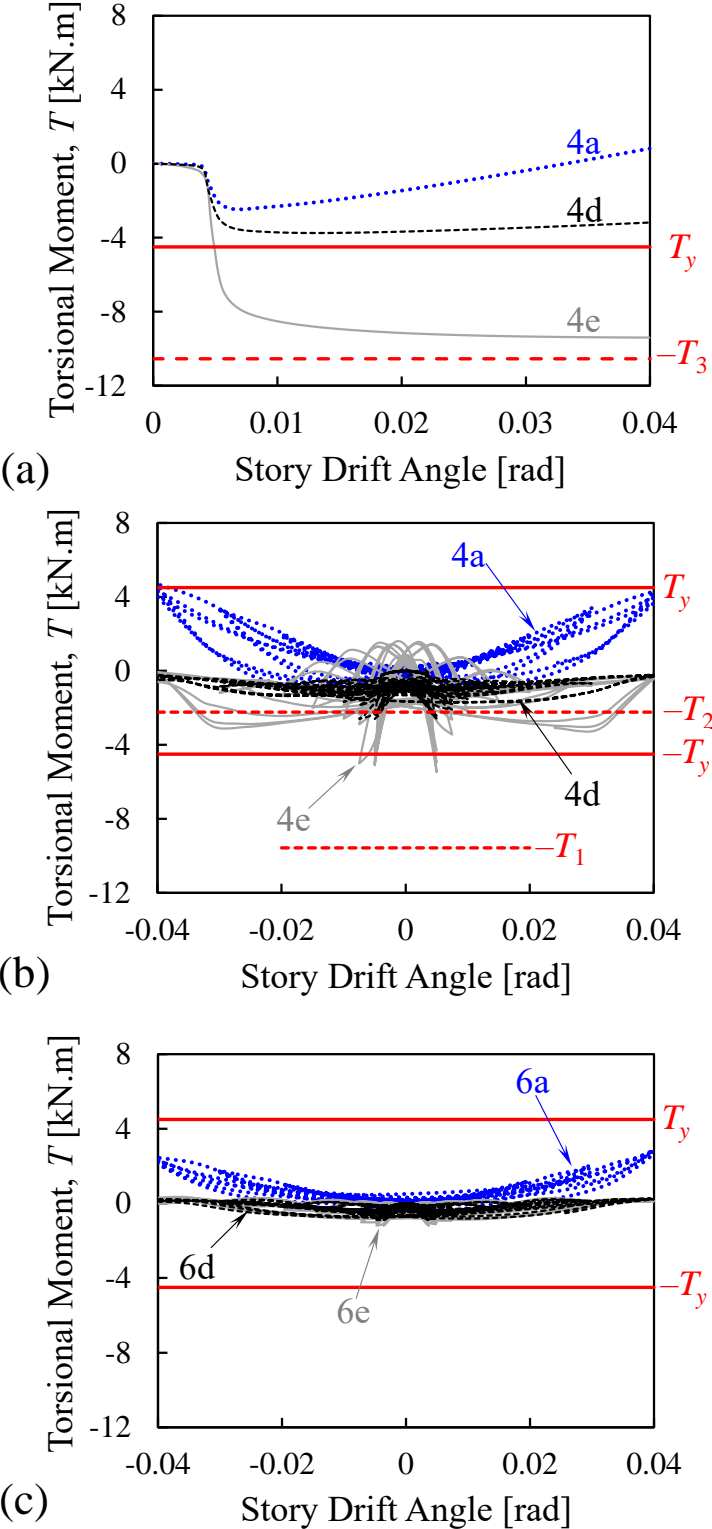 8
4
0
-4
-8
-12
Torsional Moment, T [kN.m]
4a
4d
T_y
4e
–T_3
0 0.01 0.02 0.03 0.04
(a)
Story Drift Angle [rad]
8
4
0
-4
-8
-12
Torsional Moment, T [kN.m]
4a
T_y
–T_2
–T_y
4e
4d
–T_1
-0.04 -0.02 0 0.02 0.04
(b)
Story Drift Angle [rad]
8
4
0
-4
-8
-12
Torsional Moment, T [kN.m]
6a
T_y
6d
6e
–T_y
-0.04 -0.02 0 0.02 0.04
(c)
Story Drift Angle [rad]